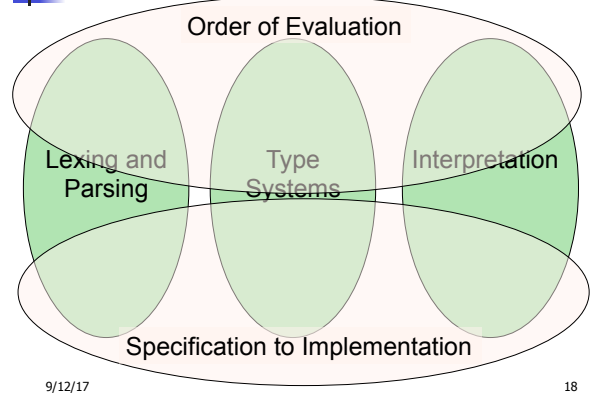 Order of Evaluation
Lexing and
Parsing
Type
Systems
Interpretation
Specification to Implementation
9/12/17
18